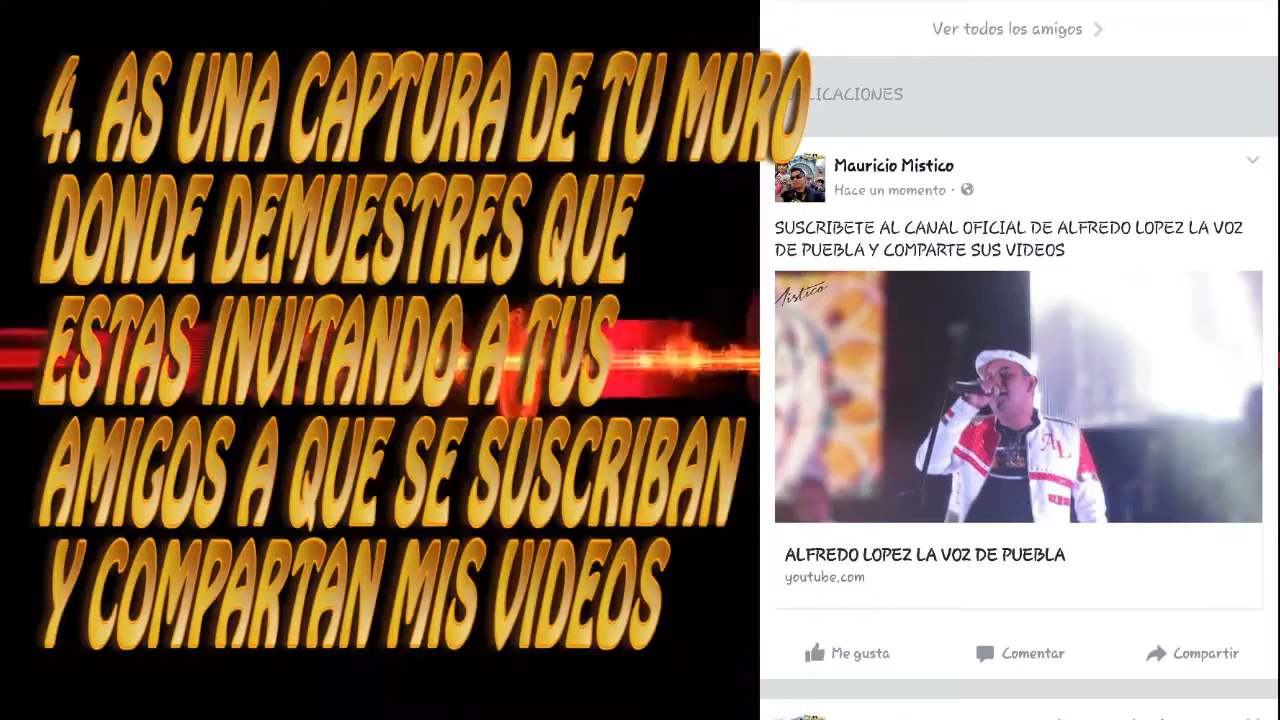 4. AS UNA CAPTURA DE TU MURO
DONDE DEMUESTRES QUE
ESTAS INVITANDO A TUS
AMIGOS A QUE SE SUSCRIBAN
Y COMPARTAN MIS VIDEOS
Ver todos los amigos
LICACIONES
Mauricio Mistico
Hace un momento ·
SUSCRIBETE AL CANAL OFICIAL DE ALFREDO LOPEZ LA VOZ
DE PUEBLA Y COMPARTE SUS VIDEOS
Mistico
AL
ALFREDO LOPEZ LA VOZ DE PUEBLA
youtube.com
Me gusta
Comentar
Compartir